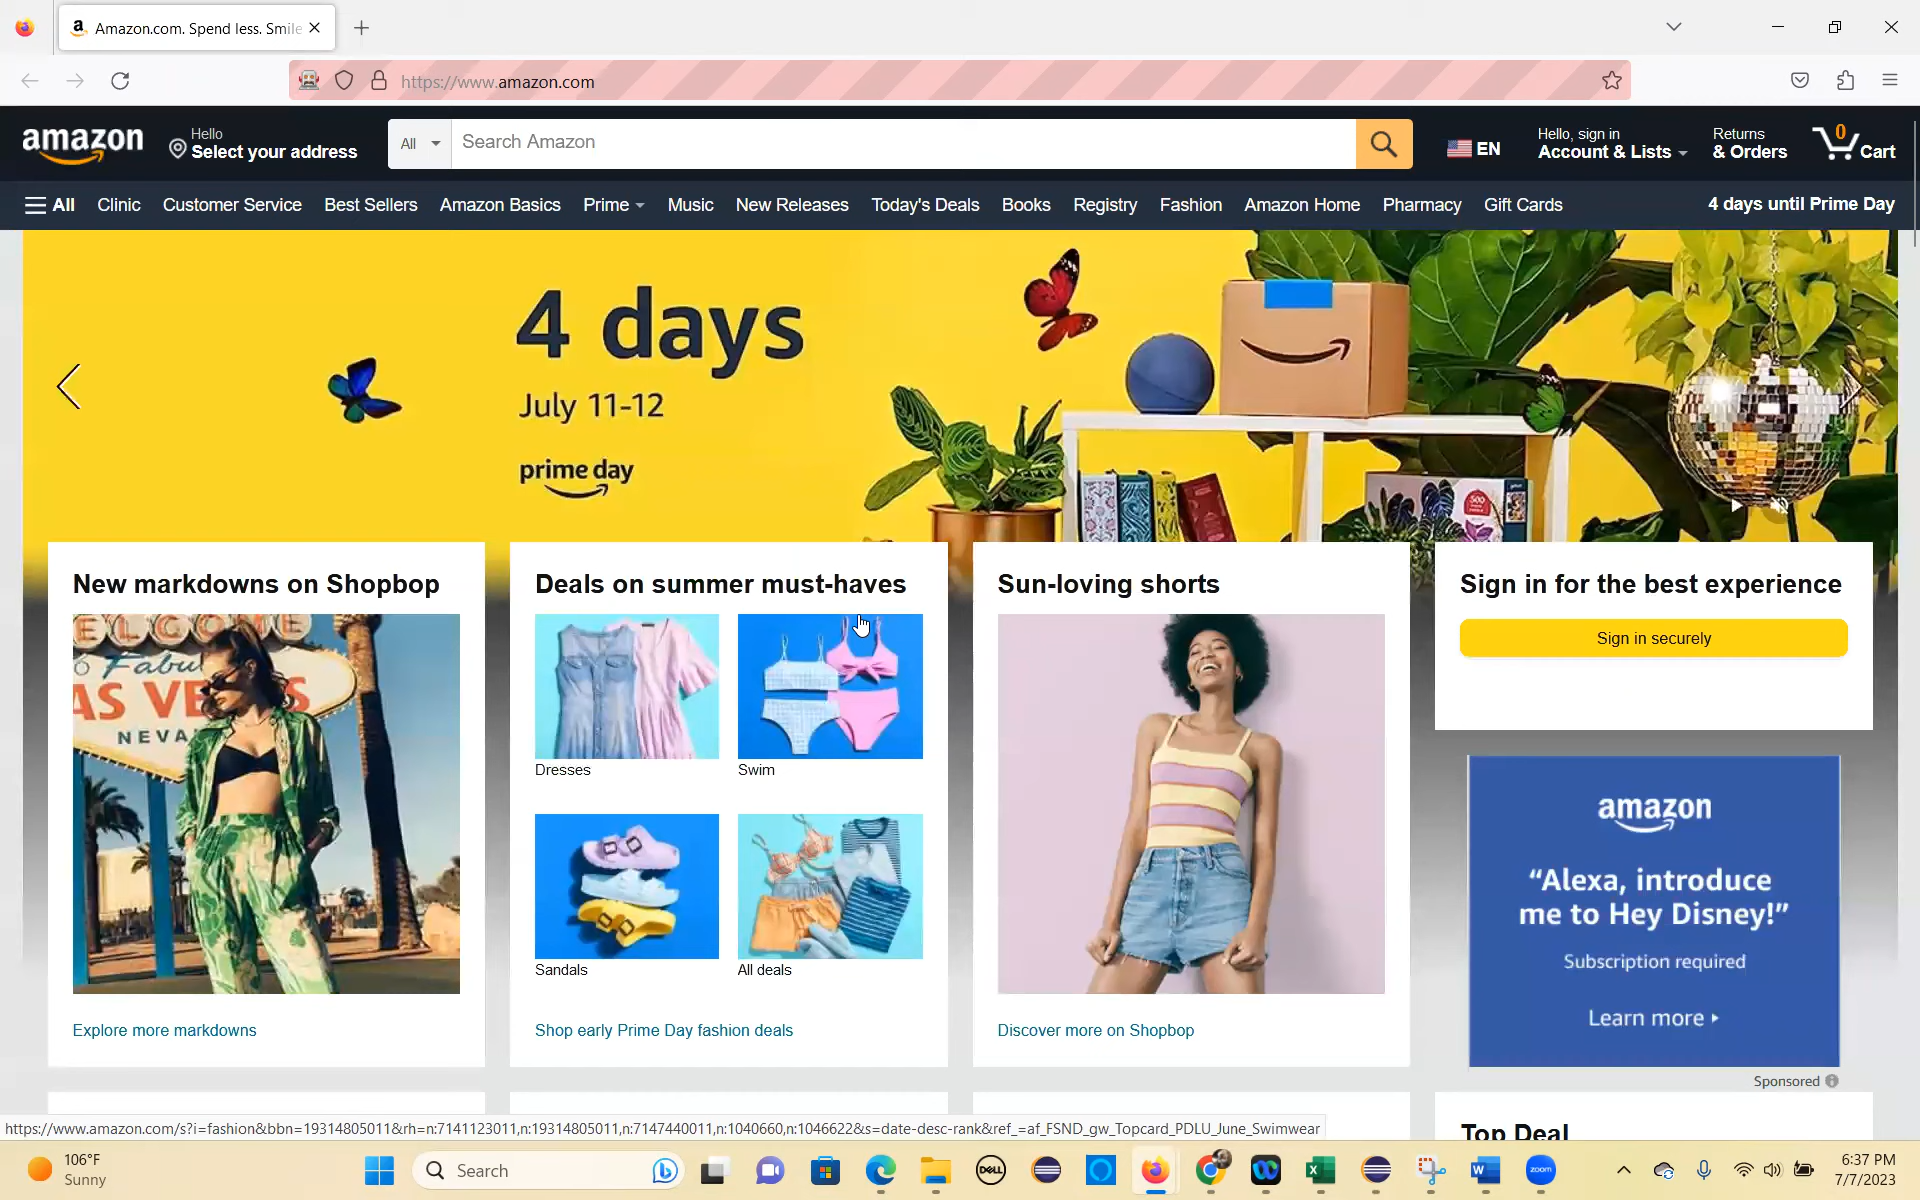 Amazon.com. Spend less. Smile
https://www.amazon.com
amazon
Hello
Select your address
All
Search Amazon
EN
Hello, sign in
Account & Lists
Returns
& Orders
0
Cart
All
Clinic
Customer Service
Best Sellers
Amazon Basics
Prime
Music
New Releases
Today's Deals
Books
Registry
Fashion
Amazon Home
Pharmacy
Gift Cards
4 days until Prime Day
4 days
July 11-12
prime day
New markdowns on Shopbop
ELCOME
Fabu
AS VE
NEVA
Explore more markdowns
Deals on summer must-haves
Dresses
Swim
Sandals
All deals
Shop early Prime Day fashion deals
Sun-loving shorts
Discover more on Shopbop
Sign in for the best experience
Sign in securely
amazon
“Alexa, introduce
me to Hey Disney!”
Subscription required
Learn more
Sponsored
Top Deal
https://www.amazon.com/s?i=fashion&bbn=19314805011&rh=n:7141123011,n:19314805011,n:7147440011,n:1040660,n:1046622&s=date-desc-rank&ref_=af_FSND_gw_Topcard_PDLU_June_Swimwear
106°F
Sunny
Search
DELL
W
zoom
6:37 PM
7/7/2023